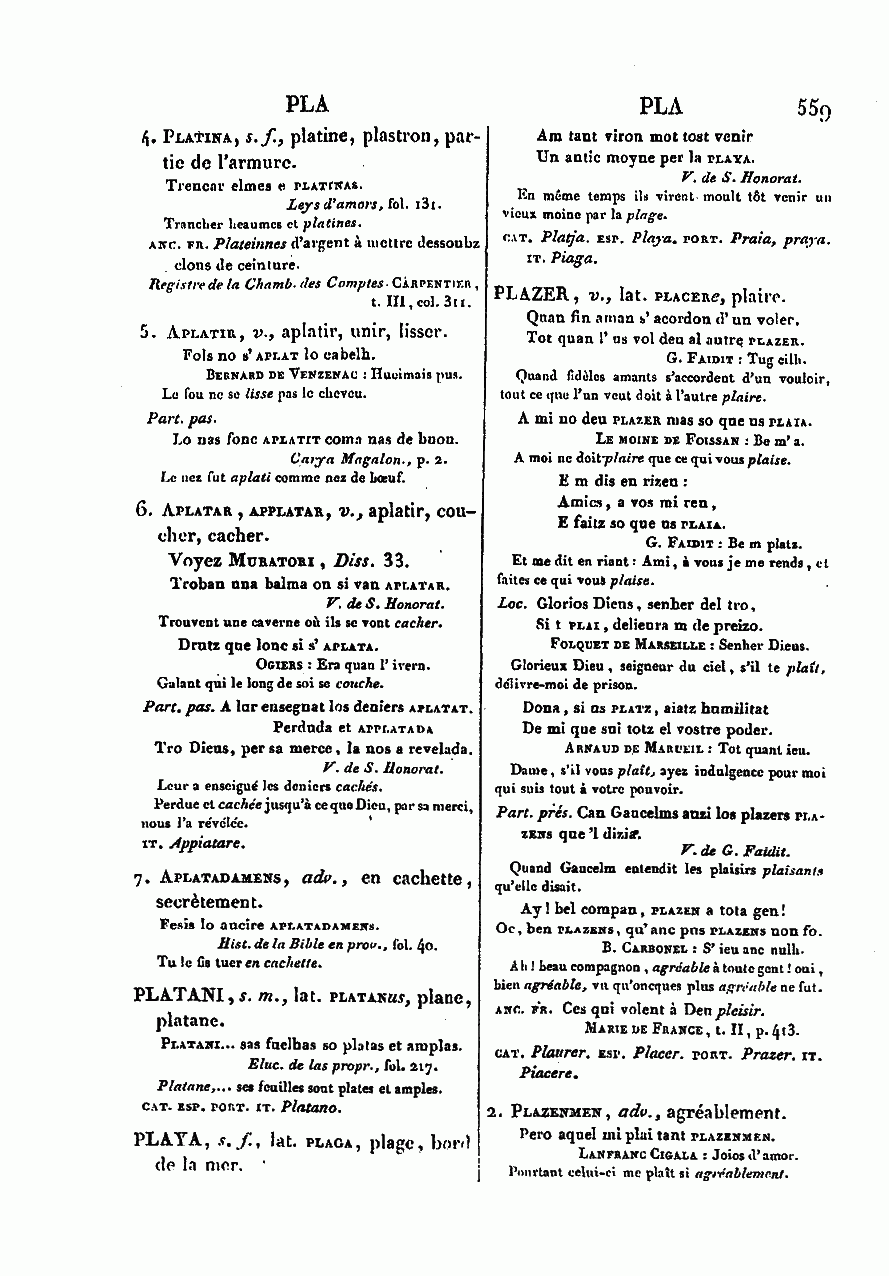 PLA
PLA 559
4. PLATINA, s. f., platine, plastron, par-
tie de l'armure.
Trencar elmes e PLATINAS.
Leys d'amors, fol. 131.
Trancher heaumes et platines.
ANC. FR. Plateinnes d'argent à mettre dessoubz
clons de ceinture.
Registre de la Chamb. des Comptes. CARPENTIER,
t. III, col. 311.
5. APLATIR, v., aplatir, unir, lisser.
Fols no s'APLAT lo cabelh.
BERNARD DE VENZENAC : Hueimais pus.
Le fou ne se lisse pas le cheveu.
Part. pas.
Lo nas fonc APLATIT coma nas de buou.
Carya Magalon., p. 2.
Le nez fut aplati comme nez de bœuf.
6. APLATAR, APPLATAR, v., aplatir, cou-
cher, cacher.
Voyez MURATORI, Diss. 33.
Troban una balma on si van APLATAR.
V. de S. Honorat.
Trouvent une caverne où ils se vont cacher.
Drutz que lonc si s'APLATA.
OGIERS : Era quan l'ivern.
Galant qui le long de soi se couche.
Part. pas. A lur ensegnat los deniers APLATAT.
Perduda et APPLATADA
Tro Dieus, per sa merce, la nos a revelada.
V. de S. Honorat.
Leur a enseigué les deniers cachés.
Perdue et cachée jusqu'à ce que Dieu, par sa merci,
nous l'a révélée.
IT. Appiatare.
7. APLATADAMENS, adv., en cachette,
secrètement.
Fesis lo aucire APLATADAMENS.
Hist. de la Bible en prov., fol. 40.
Tu le fis tuer en cachette.
PLATANI, s. m., lat. PLATANus, plane,
platane.
PLATANI... sas fuelhas so platas et amplas.
Eluc. de las propr., fol. 217.
Platane,... ses feuilles sont plates et amples.
CAT. ESP. PORT. IT. Platano.
PLAYA, s. f., lat. PLAGA, plage, bord
de la mer.
Am tant viron mot tost venir
Un antic moyne per la PLAYA.
V. de S. Honorat.
En même temps ils virent moult tôt venir un
vieux moine par la plage.
CAT. Platja. ESP. Playa. PORT. Praia, praya.
IT. Piaga.
PLAZER, v., lat. PLACERe, plaire.
Quan fin aman s'acordon d'un voler,
Tot quan l'us vol deu al autre PLAZER.
G. FAIDIT : Tug cilh.
Quand fidèles amants s'accordent d'un vouloir,
tout ce que l'un veut doit à l'autre plaire.
A mi no deu PLAZER mas so que us PLAIA.
LE MOINE DE FOISSAN : Be m'a.
A moi ne doit plaire que ce qui vous plaise.
E m dis en rizen :
Amics, a vos mi ren,
E faitz so que us PLAIA.
G. FAIDIT : Be m platz.
Et me dit en riant : Ami, à vous je me rends, et
faites ce qui vous plaise.
Loc. Glorios Dieus, senher del tro,
Si t PLAI, delieura m de preizo.
FOLQUET DE MARSEILLE : Senher Dieus.
Glorieux Dieu, seigneur du ciel, s'il te plaît,
délivre-moi de prison.
Dona, si us PLATZ, aiatz humilitat
De mi que sui totz el vostre poder.
ARNAUD DE MARUEIL : Tot quant ieu.
Dame, s'il vous plaît, ayez indulgence pour moi
qui suis tout à votre pouvoir.
Part. prés. Can Gaucelms auzi los plazers PLA-
ZENS que 'l dizia.
V. de G. Faidit.
Quand Gaucelm entendit les plaisirs plaisants
qu'elle disait.
Ay! bel compan, PLAZEN a tota gen!
Oc, ben PLAZENS, qu'anc pus PLAZENS non fo.
B. CARBONEL : S'ieu anc nulh.
Ah! beau compagnon, agréable à toute gent! oui,
bien agréable, vu qu'oncques plus agréable ne fut.
ANC. FR. Ces qui volent à Den pleisir.
MARIE DE FRANCE, t. II, p. 413.
CAT. Plaurer. ESP. Placer. PORT. Prazer. IT.
Piacere.
2. PLAZENMEN, adv., agréablement.
Pero aquel mi plai tant PLAZENMEN.
LANFRANC CIGALA : Joios d'amor.
Pourtant celui-ci me plaît si agréablement.